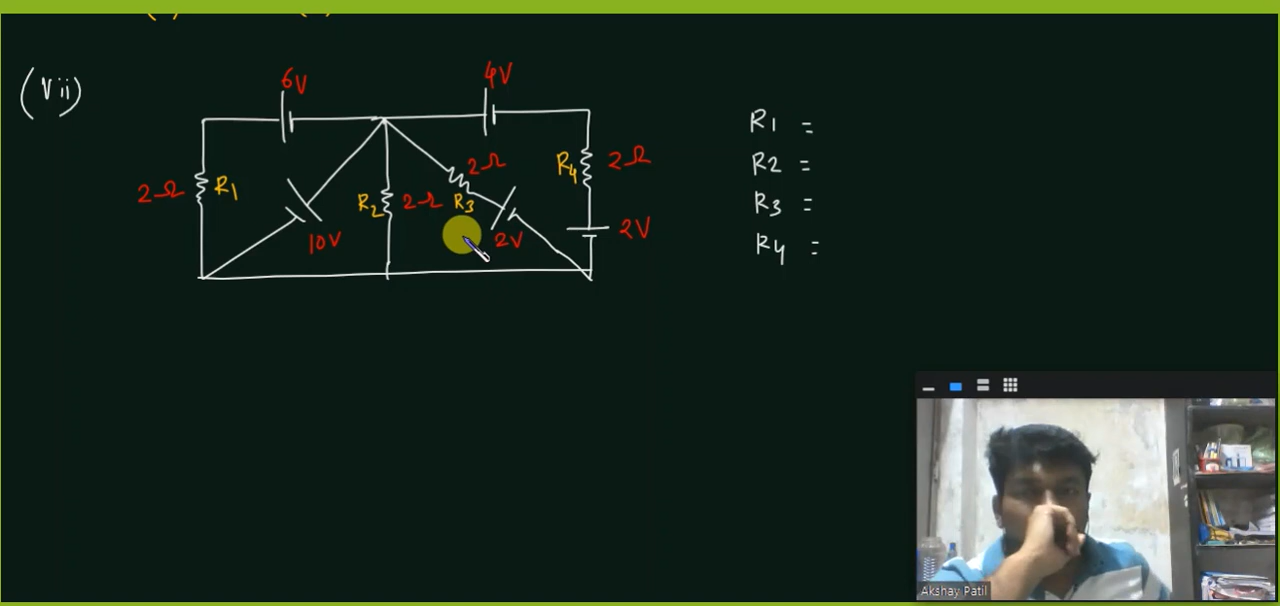 (Vii)
6V
4V
2Ω
R1
10V
R2
2Ω
2Ω
R3
2V
R4
2Ω
2V
R1 =
R2 =
R3 =
R4 =
Akshay Patil